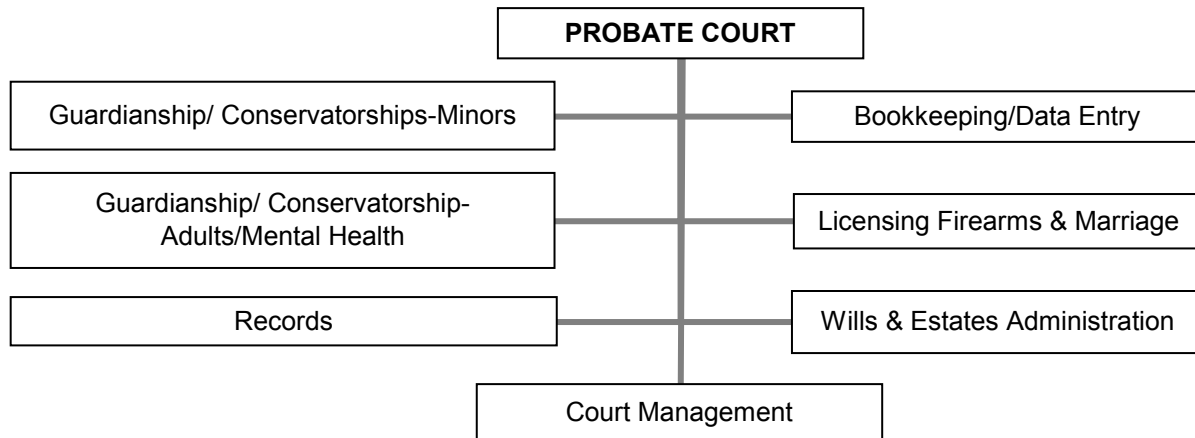 PROBATE COURT
Guardianship/ Conservatorships-Minors
Bookkeeping/Data Entry
Guardianship/ Conservatorship-
Adults/Mental Health
Licensing Firearms & Marriage
Records
Wills & Estates Administration
Court Management